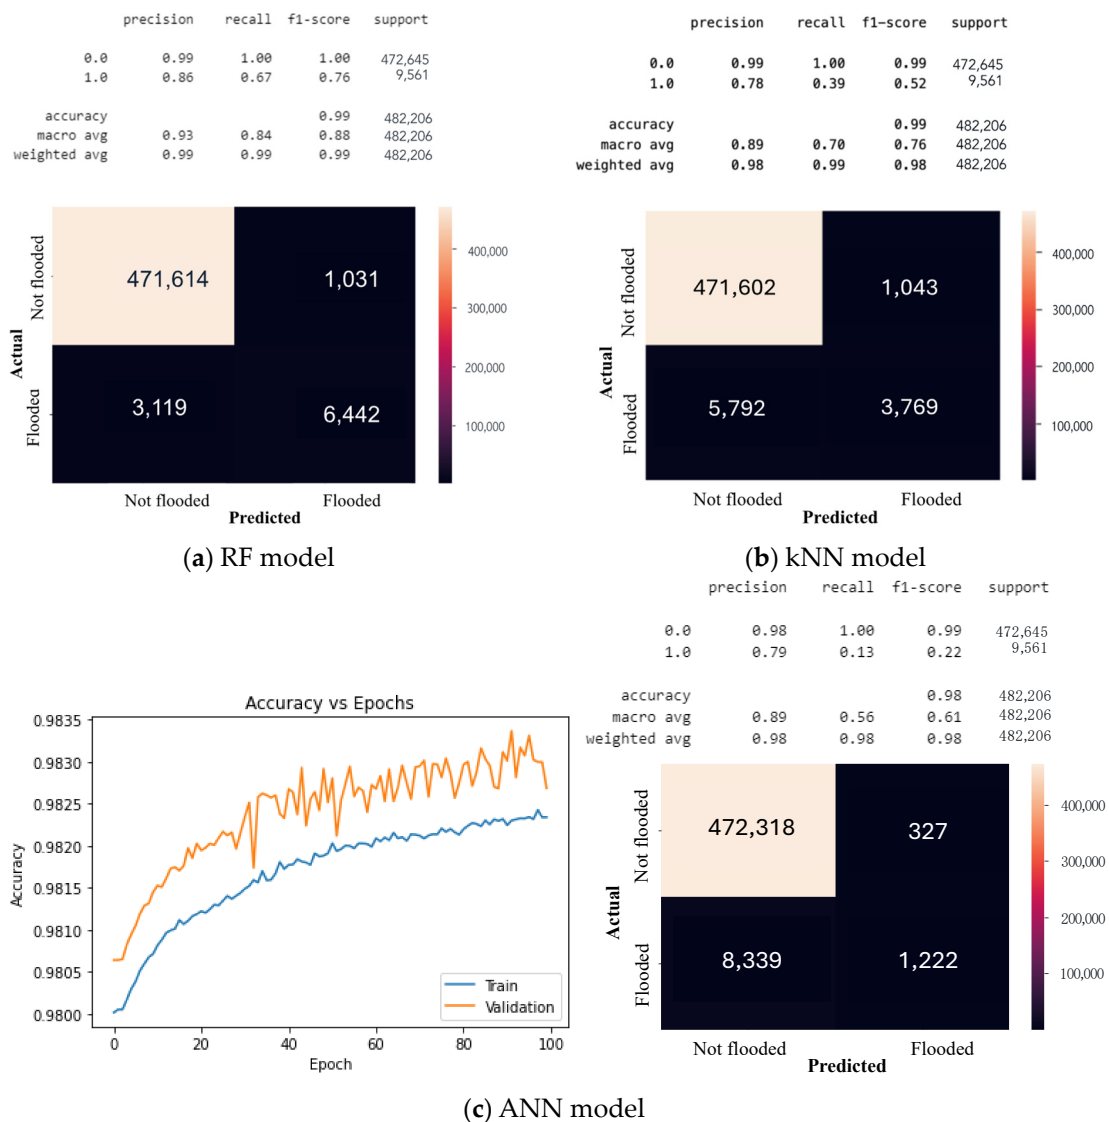 precision recall f1-score support
0.0 0.99 1.00 1.00 472,645
1.0 0.86 0.67 0.76 9,561
accuracy 0.99 482,206
macro avg 0.93 0.84 0.88 482,206
weighted avg 0.99 0.99 0.99 482,206
Actual
Not flooded
Flooded
471,614 1,031
3,119 6,442
400,000
300,000
200,000
100,000
Not flooded Flooded
Predicted
(a) RF model
precision recall f1-score support
0.0 0.99 1.00 0.99 472,645
1.0 0.78 0.39 0.52 9,561
accuracy 0.99 482,206
macro avg 0.89 0.70 0.76 482,206
weighted avg 0.98 0.99 0.98 482,206
Actual
Not flooded
Flooded
471,602 1,043
5,792 3,769
400,000
300,000
200,000
100,000
Not flooded Flooded
Predicted
(b) kNN model
Accuracy vs Epochs
Accuracy
0.9835
0.9830
0.9825
0.9820
0.9815
0.9810
0.9805
0.9800
Train
Validation
0 20 40 60 80 100
Epoch
precision recall f1-score support
0.0 0.98 1.00 0.99 472,645
1.0 0.79 0.13 0.22 9,561
accuracy 0.98 482,206
macro avg 0.89 0.56 0.61 482,206
weighted avg 0.98 0.98 0.98 482,206
Actual
Not flooded
Flooded
472,318 327
8,339 1,222
400,000
300,000
200,000
100,000
Not flooded Flooded
Predicted
(c) ANN model